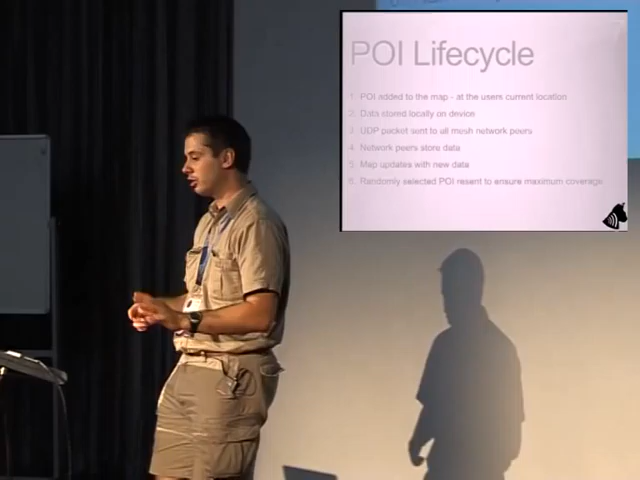 POI Lifecycle
1. POI added to the map - at the users current location
2. Data stored locally on device
3. UDP packet sent to all mesh network peers
4. Network peers store data
5. Map updates with new data
6. Randomly selected POI resent to ensure maximum coverage